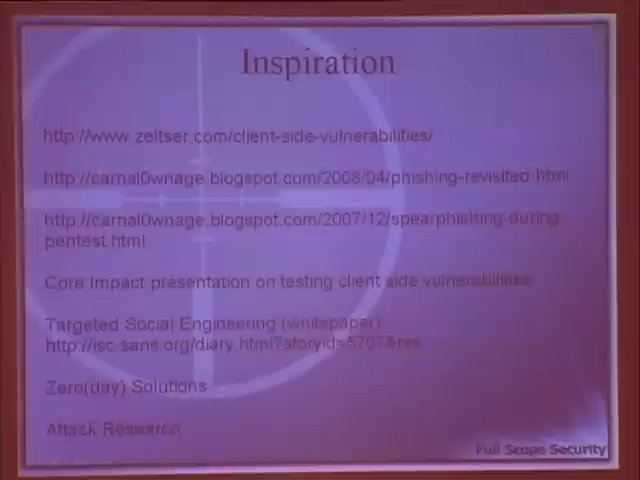 Inspiration
http://www.zeltser.com/client-side-vulnerabilities/
http://carnal0wnage.blogspot.com/2008/04/phishing-revisited.html
http://carnal0wnage.blogspot.com/2007/12/spearphishing-during-
pentest.html
Core Impact presentation on testing client side vulnerabilities
Targeted Social Engineering (whitepaper)
http://isc.sans.org/diary.html?storyid=5707&rss
Zero(day) Solutions
Attack Research
Full Scope Security